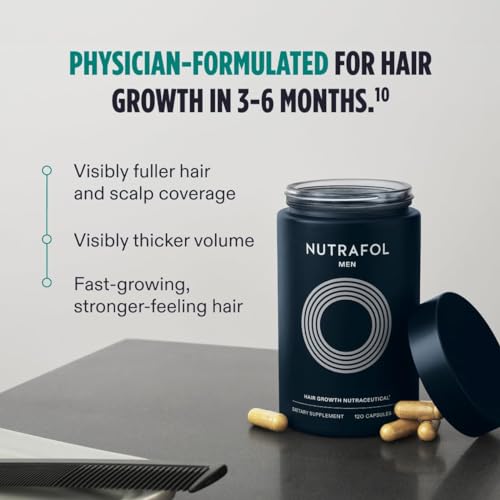 PHYSICIAN-FORMULATED FOR HAIR
GROWTH IN 3-6 MONTHS.¹⁰
Visibly fuller hair
and scalp coverage
Visibly thicker volume
Fast-growing,
stronger-feeling hair
NUTRAFOL
MEN
HAIR GROWTH NUTRACEUTICAL
DIETARY SUPPLEMENT 120 CAPSULES